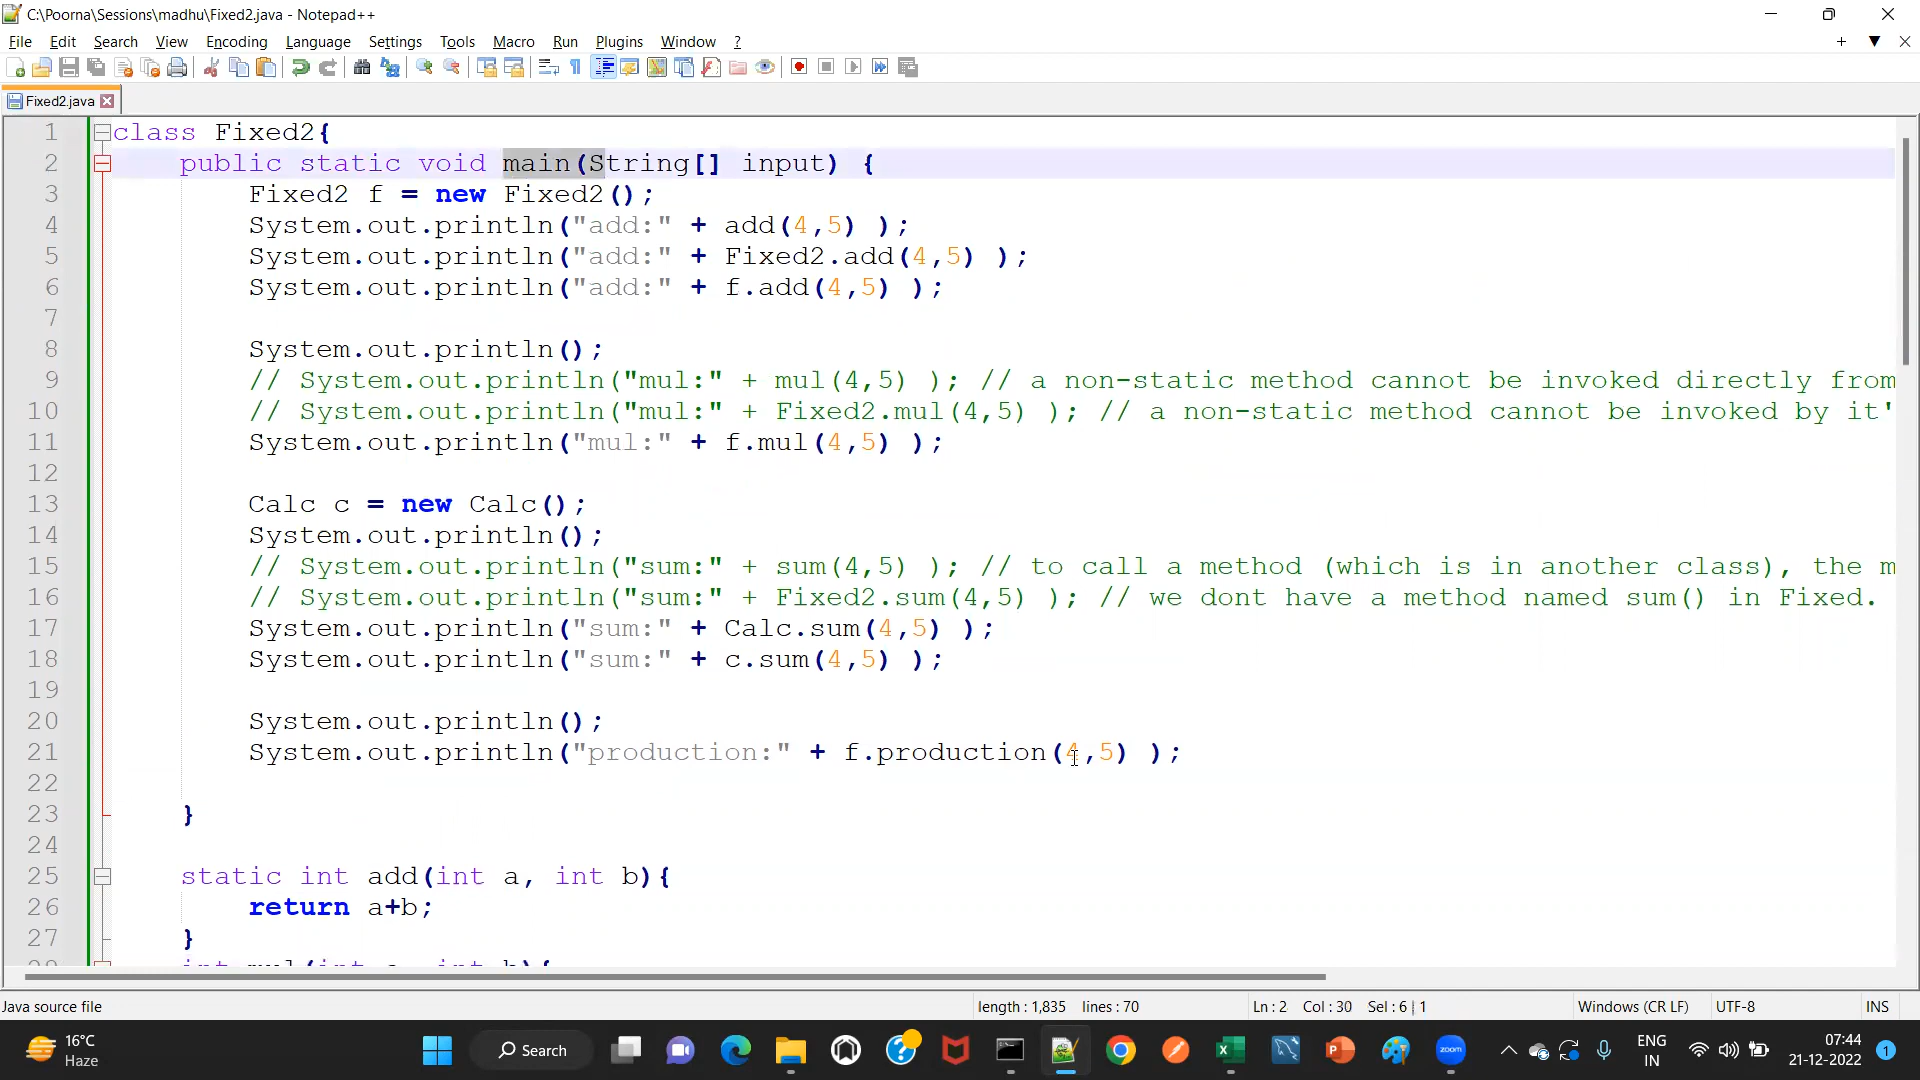 C:\Poorna\Sessions\madhu\Fixed2.java - Notepad++
File Edit Search View Encoding Language Settings Tools Macro Run Plugins Window ?
Fixed2.java
1 class Fixed2{
2 public static void main(String[] input) {
3 Fixed2 f = new Fixed2();
4 System.out.println("add:" + add(4,5) );
5 System.out.println("add:" + Fixed2.add(4,5) );
6 System.out.println("add:" + f.add(4,5) );
7
8 System.out.println();
9 // System.out.println("mul:" + mul(4,5) ); // a non-static method cannot be invoked directly from
10 // System.out.println("mul:" + Fixed2.mul(4,5) ); // a non-static method cannot be invoked by it'
11 System.out.println("mul:" + f.mul(4,5) );
12
13 Calc c = new Calc();
14 System.out.println();
15 // System.out.println("sum:" + sum(4,5) ); // to call a method (which is in another class), the m
16 // System.out.println("sum:" + Fixed2.sum(4,5) ); // we dont have a method named sum() in Fixed.
17 System.out.println("sum:" + Calc.sum(4,5) );
18 System.out.println("sum:" + c.sum(4,5) );
19
20 System.out.println();
21 System.out.println("production:" + f.production(4,5) );
22
23 }
24
25 static int add(int a, int b){
26 return a+b;
27 }
Java source file length : 1,835 lines : 70 Ln : 2 Col : 30 Sel : 6 | 1 Windows (CR LF) UTF-8 INS
16°C
Haze
Search
zoom
ENG
IN
07:44
21-12-2022
1